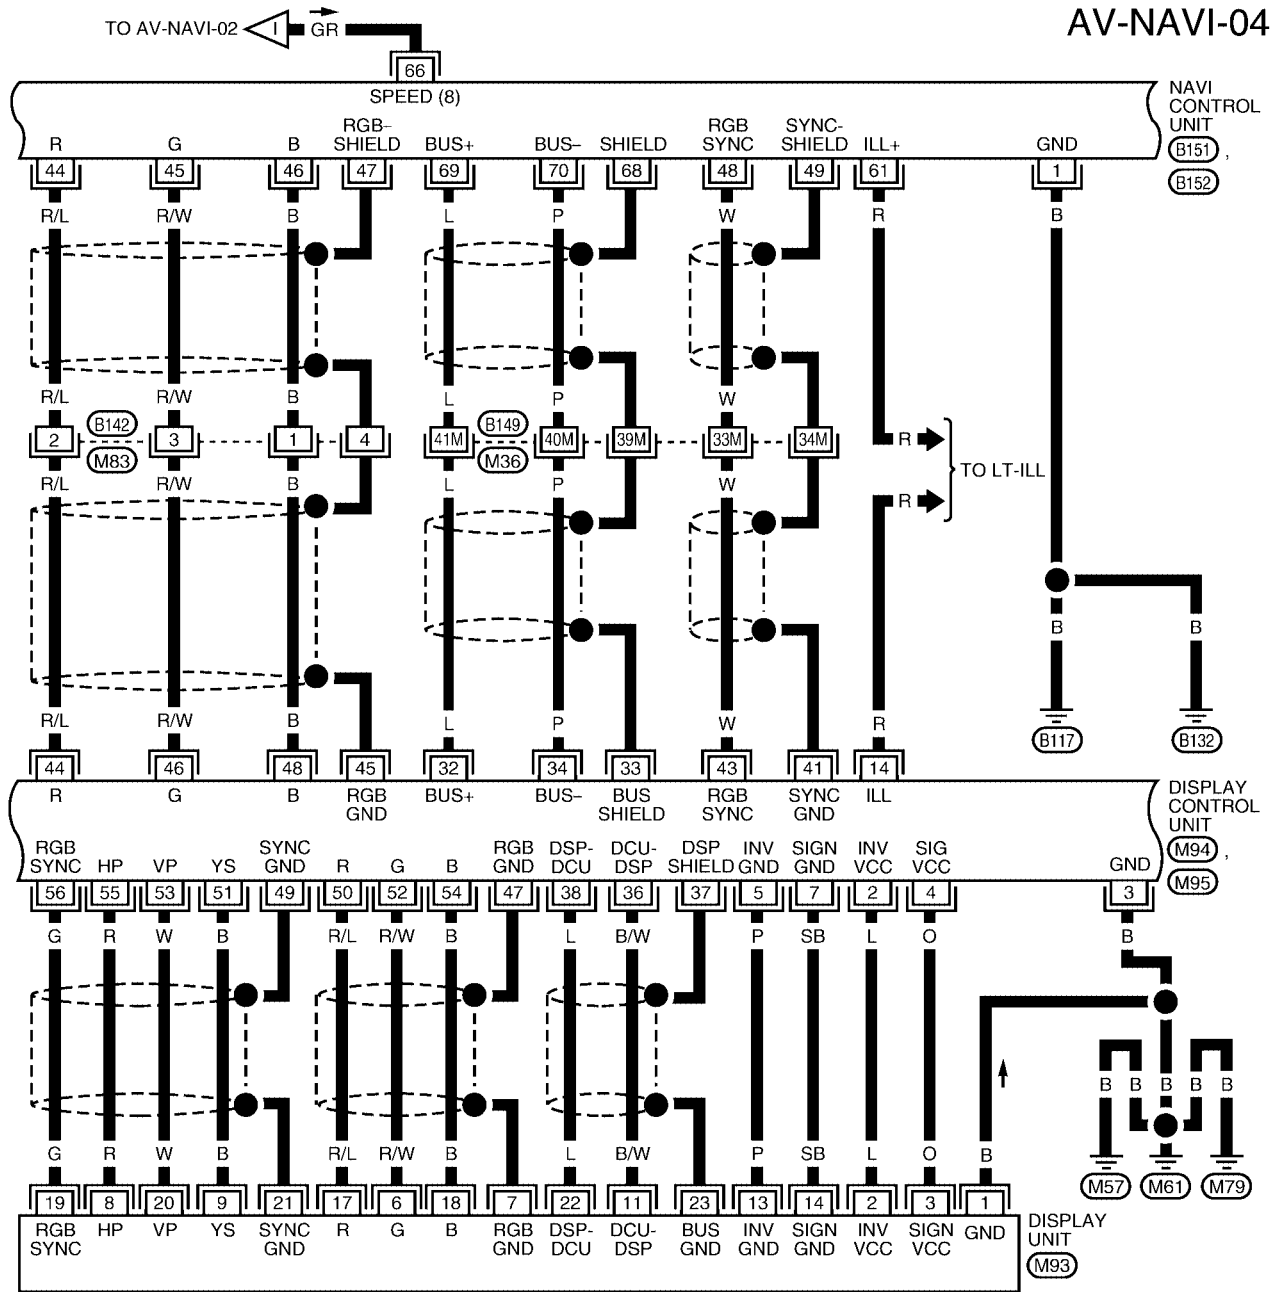 TO AV-NAVI-02 I GR AV-NAVI-04
66
SPEED (8)
NAVI
CONTROL
UNIT
B151 ,
B152
R G B RGB-
SHIELD BUS+ BUS- SHIELD RGB
SYNC SYNC-
SHIELD ILL+ GND
44 45 46 47 69 70 68 48 49 61 1
R/L R/W B L P W R B
R/L R/W B L P W
2 B142 3 1 4 41M B149 40M 39M 33M 34M R
M83 M36
TO LT-ILL
R/L R/W B L P W R
B B
R/L R/W B L P W R
B117 B132
44 46 48 45 32 34 33 43 41 14
R G B RGB
GND BUS+ BUS- BUS
SHIELD RGB
SYNC SYNC
GND ILL
DISPLAY
CONTROL
UNIT
M94 ,
M95
RGB
SYNC HP VP YS SYNC
GND R G B RGB
GND DSP-
DCU DCU-
DSP DSP
SHIELD INV
GND SIGN
GND INV
VCC SIG
VCC GND
56 55 53 51 49 50 52 54 47 38 36 37 5 7 2 4 3
G R W B R/L R/W B L B/W P SB L O B
B B B B B
G R W B R/L R/W B L B/W P SB L O B
M57 M61 M79
19 8 20 9 21 17 6 18 7 22 11 23 13 14 2 3 1
RGB
SYNC HP VP YS SYNC
GND R G B RGB
GND DSP-
DCU DCU-
DSP BUS
GND INV
GND SIGN
GND INV
VCC SIGN
VCC GND
DISPLAY
UNIT
M93